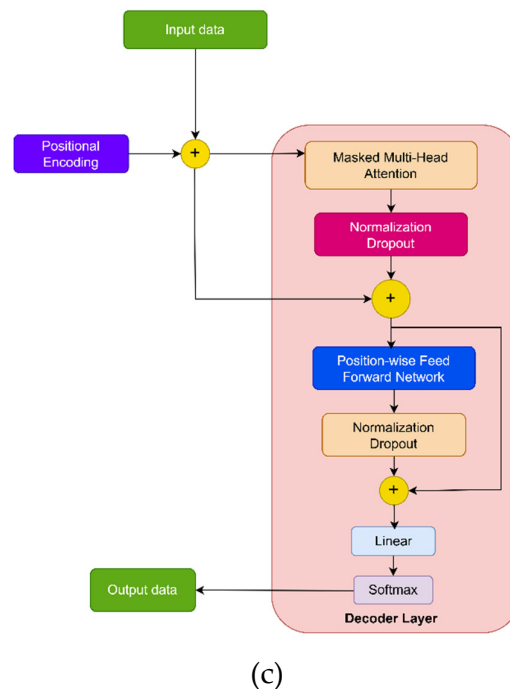 Input data
Positional
Encoding
+
Masked Multi-Head
Attention
Normalization
Dropout
+
Position-wise Feed
Forward Network
Normalization
Dropout
+
Linear
Softmax
Output data
Decoder Layer
(c)